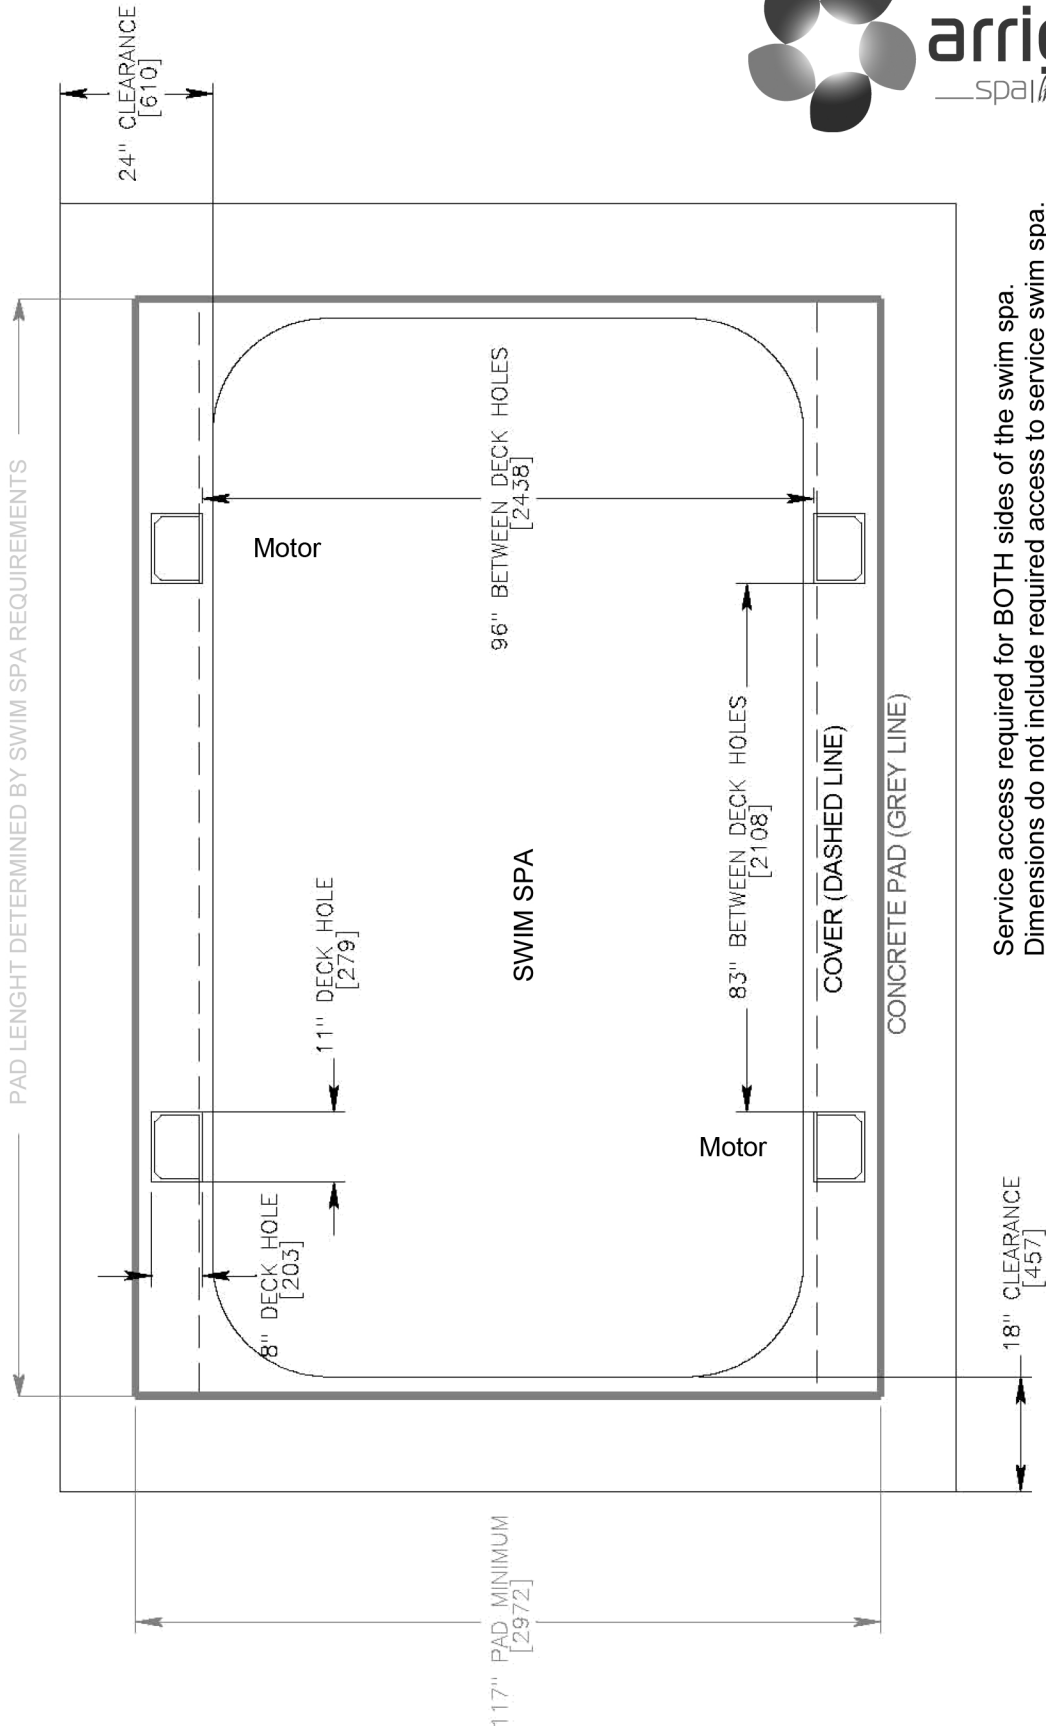 24" CLEARANCE
[610]
arri
spa
PAD LENGHT DETERMINED BY SWIM SPA REQUIREMENTS
Motor
96" BETWEEN DECK HOLES
[2438]
83" BETWEEN DECK HOLES
[2108]
11" DECK HOLE
[279]
SWIM SPA
COVER (DASHED LINE)
CONCRETE PAD (GREY LINE)
Service access required for BOTH sides of the swim spa.
Dimensions do not include required access to service swim spa.
Motor
8" DECK HOLE
[203]
18" CLEARANCE
[457]
117" PAD MINIMUM
[2972]